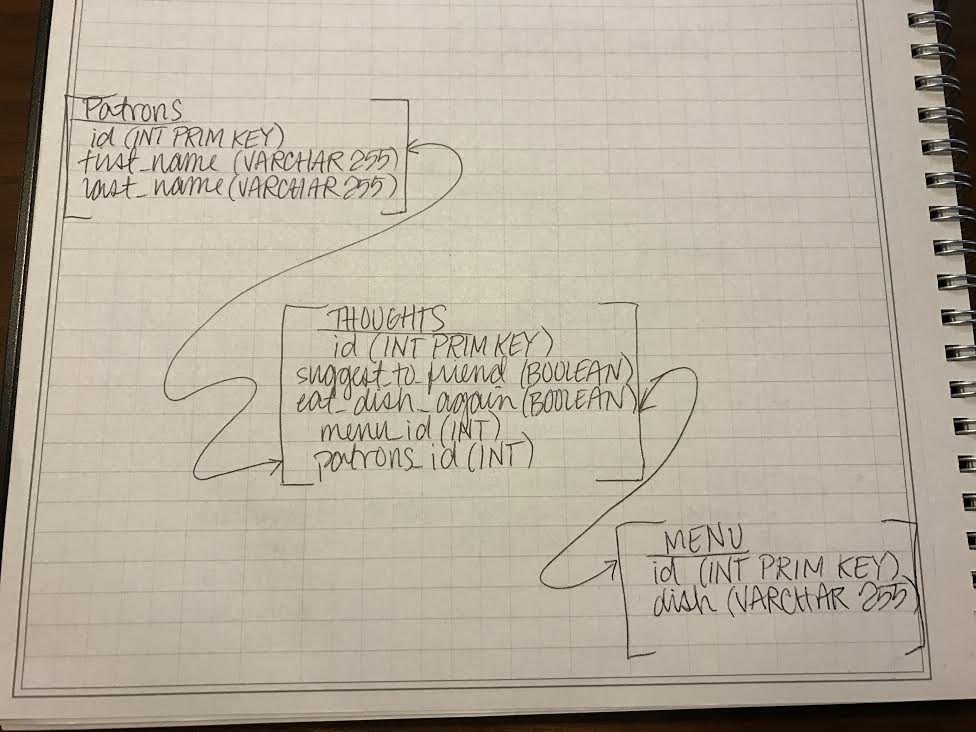 Patrons
id (INT PRIM KEY)
first_name (VARCHAR 255)
last_name (VARCHAR 255)
THOUGHTS
id (INT PRIM KEY)
suggest_to_friend (BOOLEAN)
eat_dish_again (BOOLEAN)
menu_id (INT)
patrons_id (INT)
MENU
id (INT PRIM KEY)
dish (VARCHAR 255)